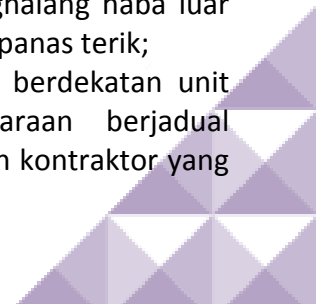 ghalang haba luar
panas terik;
berdekatan unit
araan berjadual
n kontraktor yang